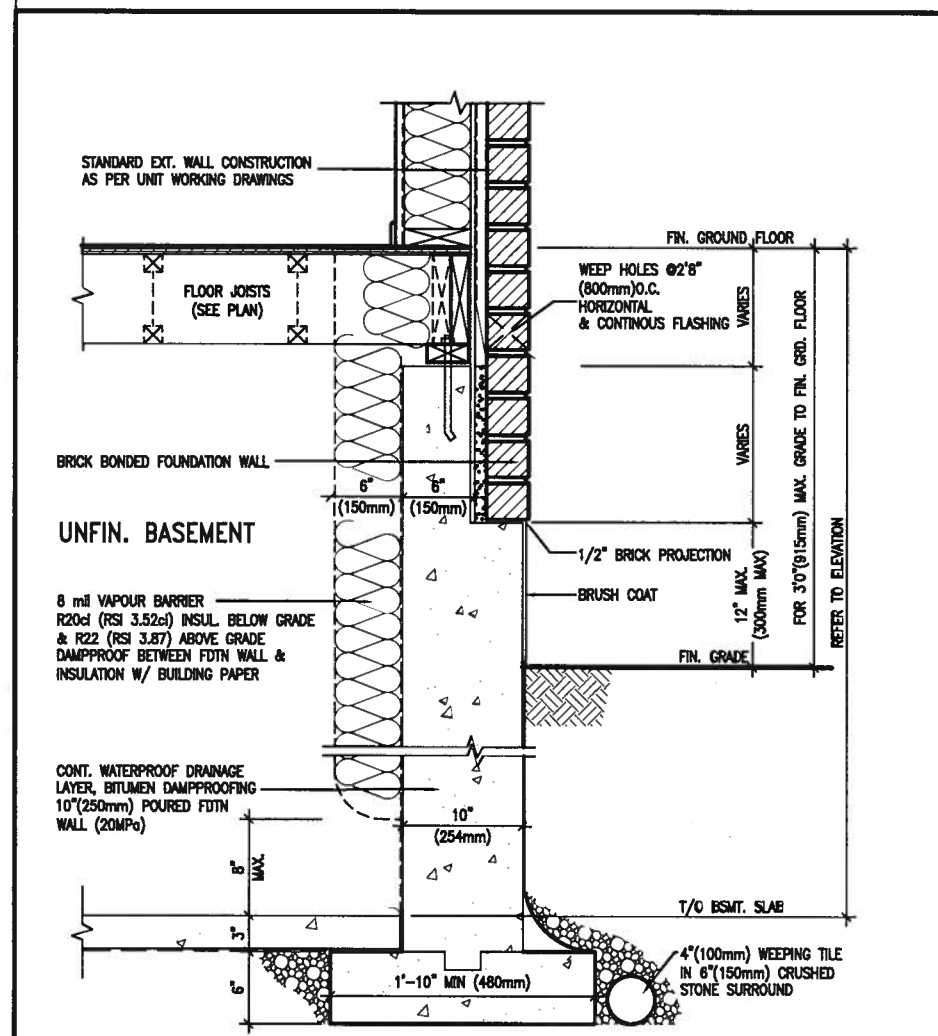 STANDARD EXT. WALL CONSTRUCTION
AS PER UNIT WORKING DRAWINGS
FIN. GROUND FLOOR
WEEP HOLES @2'8"
(800mm)O.C.
HORIZONTAL
& CONTINOUS FLASHING
FLOOR JOISTS
(SEE PLAN)
VARIES
VARIES
FOR 3'0"(915mm) MAX. GRADE TO FIN. GRD. FLOOR
REFER TO ELEVATION
BRICK BONDED FOUNDATION WALL
6"
(150mm)
6"
(150mm)
UNFIN. BASEMENT
1/2" BRICK PROJECTION
BRUSH COAT
12" MAX.
(300mm MAX)
8 mil VAPOUR BARRIER
R20ci (RSI 3.52ci) INSUL. BELOW GRADE
& R22 (RSI 3.87) ABOVE GRADE
DAMPPROOF BETWEEN FDTN WALL &
INSULATION W/ BUILDING PAPER
FIN. GRADE
CONT. WATERPROOF DRAINAGE
LAYER, BITUMEN DAMPPROOFING
10"(250mm) POURED FDTN
WALL (20MPa)
10"
(254mm)
8"
MAX.
T/O BSMT. SLAB
3"
6"
1'-10" MIN (480mm)
4"(100mm) WEEPING TILE
IN 6"(150mm) CRUSHED
STONE SURROUND